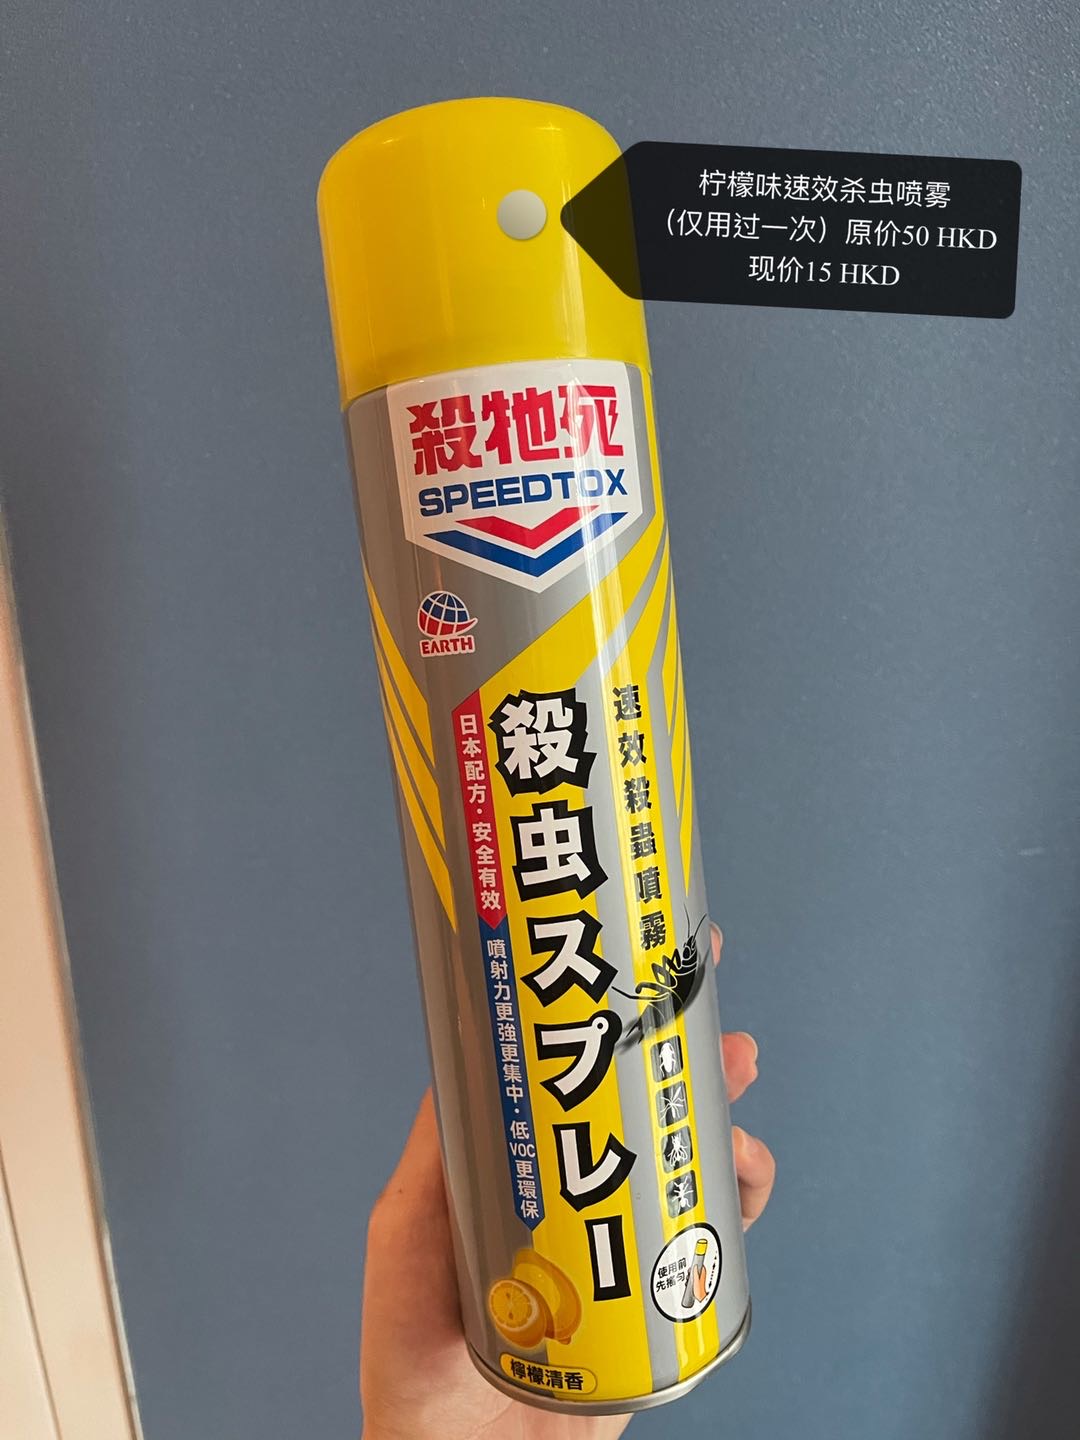 柠檬味速效杀虫喷雾
（仅用过一次）原价50 HKD
现价15 HKD
殺牠死
SPEEDTOX
EARTH
日本配方・安全有效
噴射力更強更集中・低VOC更環保
殺虫スプレー
速效殺蟲噴霧
使用前
先搖勻
檸檬清香